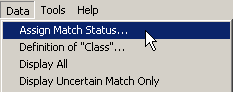 Data Tools Help
Assign Match Status...
Definition of "Class"...
Display All
Display Uncertain Match Only